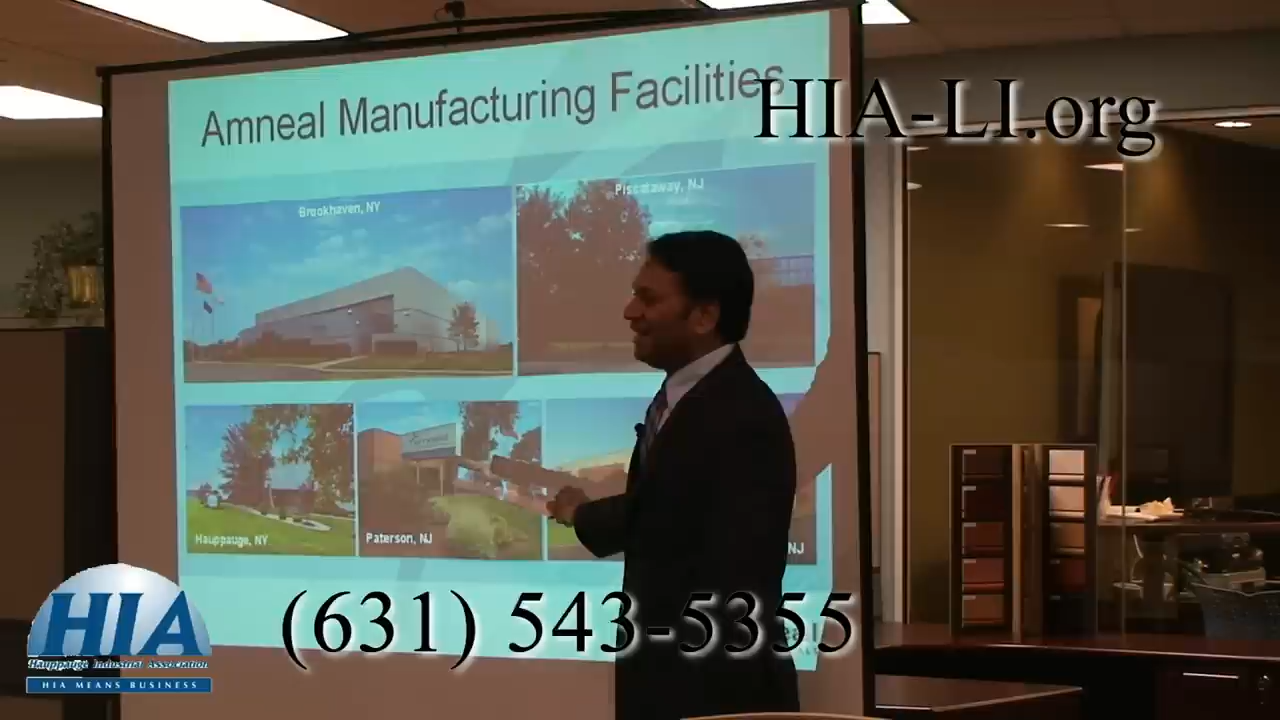 Amneal Manufacturing Facilities
HIA-LI.org
Brookhaven, NY
Piscataway, NJ
Hauppauge, NY
Paterson, NJ
NJ
(631) 543-5355
HIA
Hauppauge Industrial Association
HIA MEANS BUSINESS